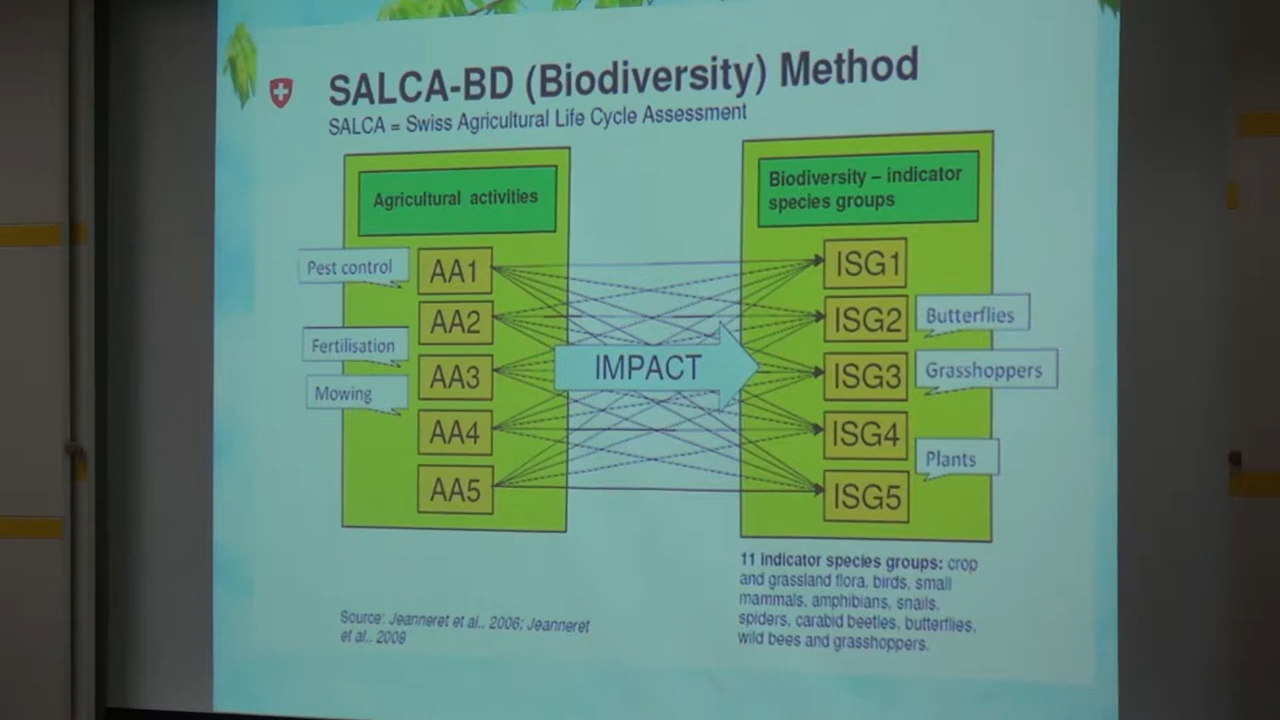 SALCA-BD (Biodiversity) Method
SALCA = Swiss Agricultural Life Cycle Assessment
Agricultural activities
Pest control
AA1
AA2
Fertilisation
AA3
Mowing
AA4
AA5
IMPACT
Biodiversity – indicator
species groups
ISG1
ISG2
Butterflies
ISG3
Grasshoppers
ISG4
Plants
ISG5
11 indicator species groups: crop
and grassland flora, birds, small
mammals, amphibians, snails,
spiders, carabid beetles, butterflies,
wild bees and grasshoppers.
Source: Jeanneret et al., 2006; Jeanneret
et al., 2009